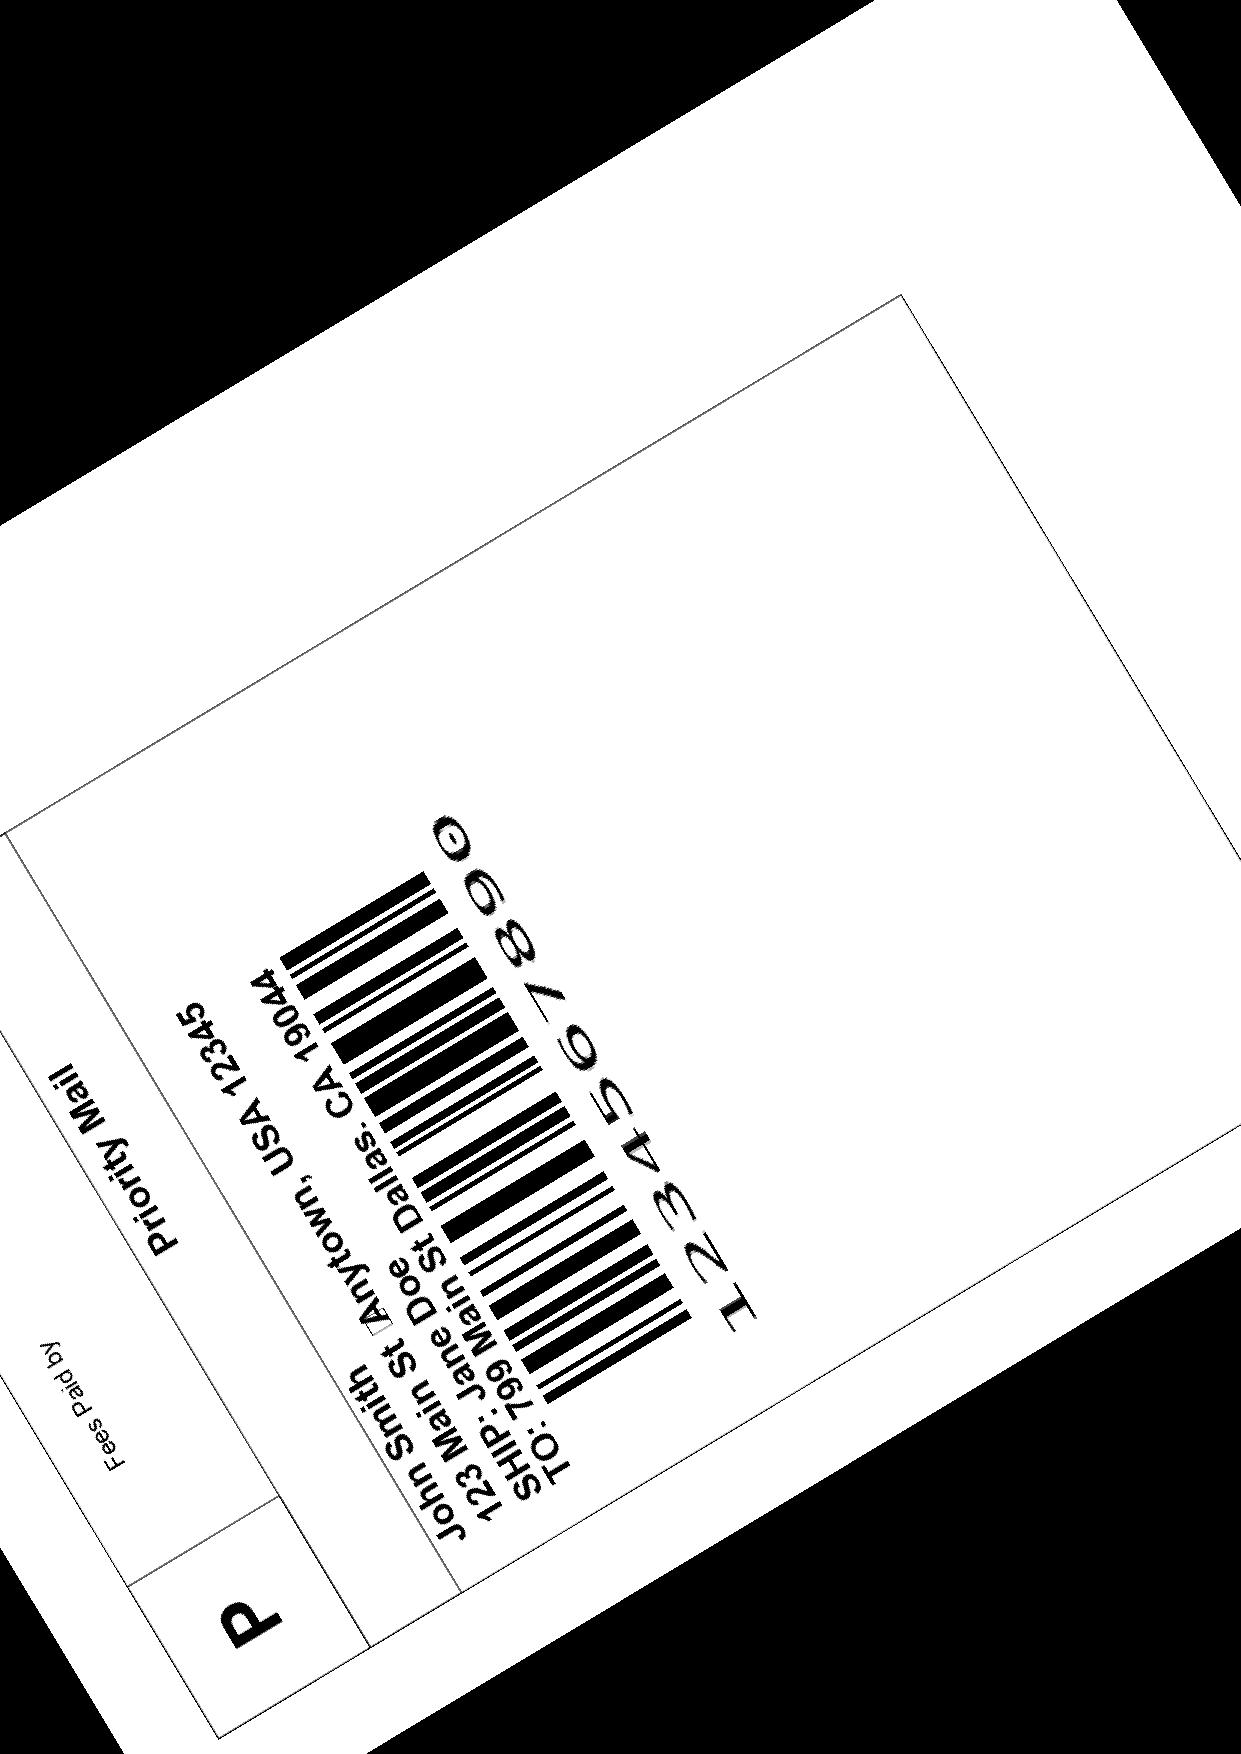 P
Fees Paid by
Priority Mail
John Smith
123 Main St Anytown, USA 12345
SHIP: Jane Doe
TO: 799 Main St Dallas. CA 19044
1234567890